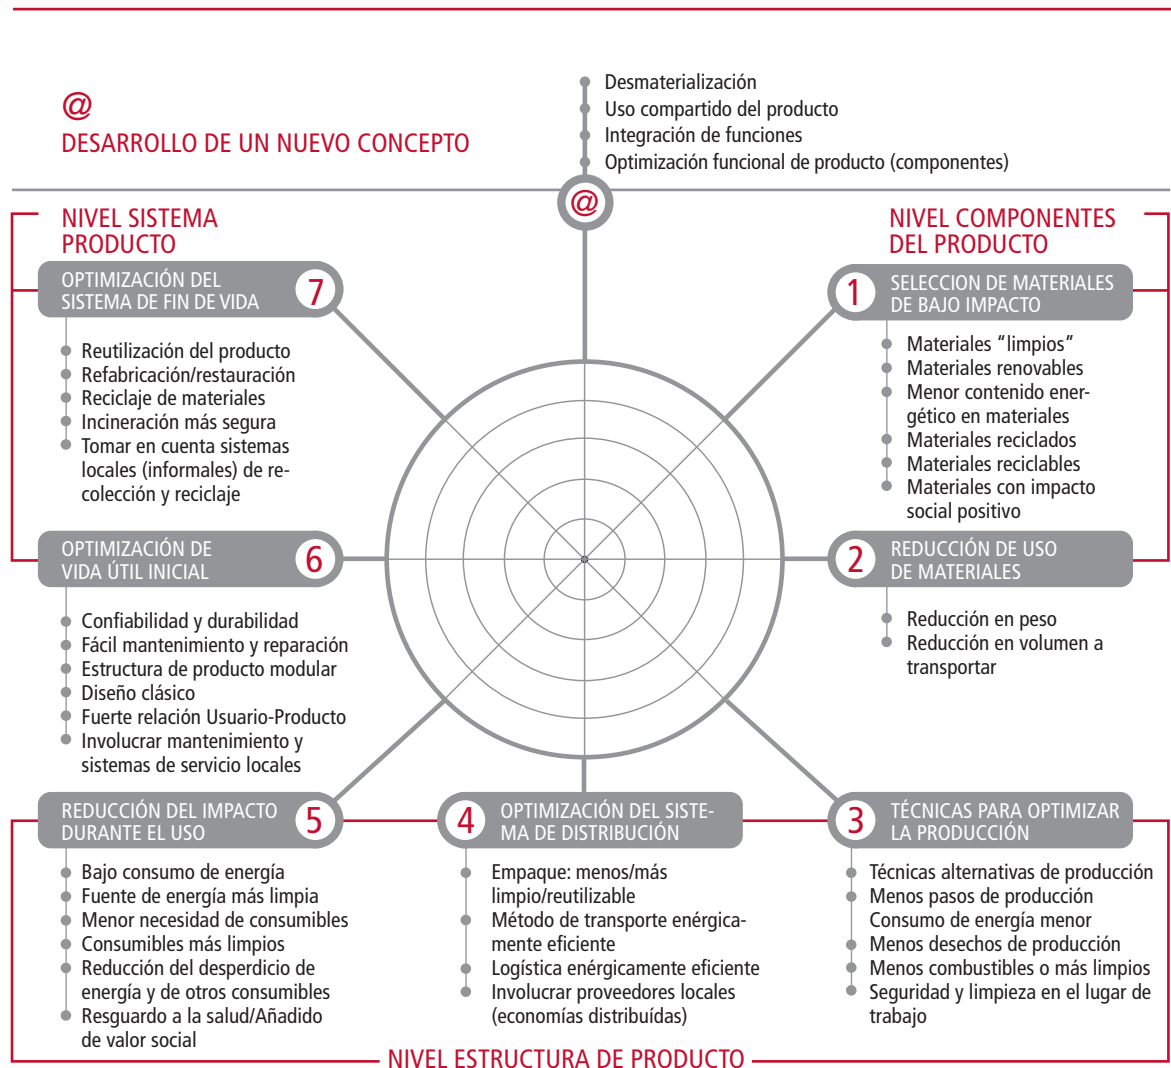 @
DESARROLLO DE UN NUEVO CONCEPTO
Desmaterialización
Uso compartido del producto
Integración de funciones
Optimización funcional de producto (componentes)
@
NIVEL SISTEMA
PRODUCTO
OPTIMIZACIÓN DEL
SISTEMA DE FIN DE VIDA
7
Reutilización del producto
Refabricación/restauración
Reciclaje de materiales
Incineración más segura
Tomar en cuenta sistemas
locales (informales) de re-
colección y reciclaje
OPTIMIZACIÓN DE
VIDA ÚTIL INICIAL
6
Confiabilidad y durabilidad
Fácil mantenimiento y reparación
Estructura de producto modular
Diseño clásico
Fuerte relación Usuario-Producto
Involucrar mantenimiento y
sistemas de servicio locales
NIVEL COMPONENTES
DEL PRODUCTO
1
SELECCION DE MATERIALES
DE BAJO IMPACTO
Materiales “limpios”
Materiales renovables
Menor contenido ener-
gético en materiales
Materiales reciclados
Materiales reciclables
Materiales con impacto
social positivo
2
REDUCCIÓN DE USO
DE MATERIALES
Reducción en peso
Reducción en volumen a
transportar
REDUCCIÓN DEL IMPACTO
DURANTE EL USO
5
Bajo consumo de energía
Fuente de energía más limpia
Menor necesidad de consumibles
Consumibles más limpios
Reducción del desperdicio de
energía y de otros consumibles
Resguardo a la salud/Añadido
de valor social
4
OPTIMIZACIÓN DEL SISTE-
MA DE DISTRIBUCIÓN
Empaque: menos/más
limpio/reutilizable
Método de transporte enérgica-
mente eficiente
Logística enérgicamente eficiente
Involucrar proveedores locales
(economías distribuídas)
3
TÉCNICAS PARA OPTIMIZAR
LA PRODUCCIÓN
Técnicas alternativas de producción
Menos pasos de producción
Consumo de energía menor
Menos desechos de producción
Menos combustibles o más limpios
Seguridad y limpieza en el lugar de
trabajo
NIVEL ESTRUCTURA DE PRODUCTO